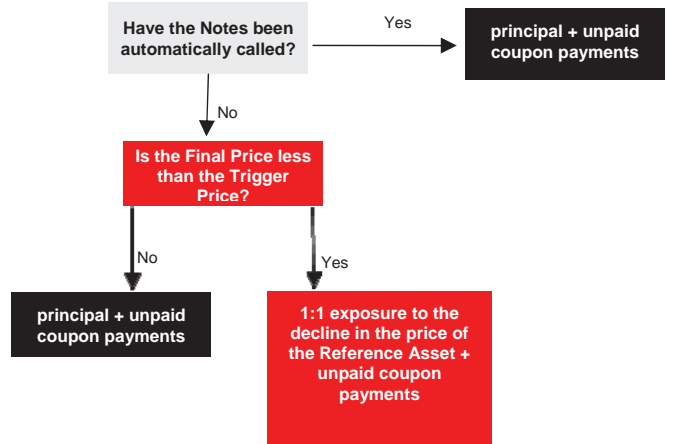 Have the Notes been
automatically called?
Yes
principal + unpaid
coupon payments
No
Is the Final Price less
than the Trigger
Price?
No
Yes
principal + unpaid
coupon payments
1:1 exposure to the
decline in the price of
the Reference Asset +
unpaid coupon
payments